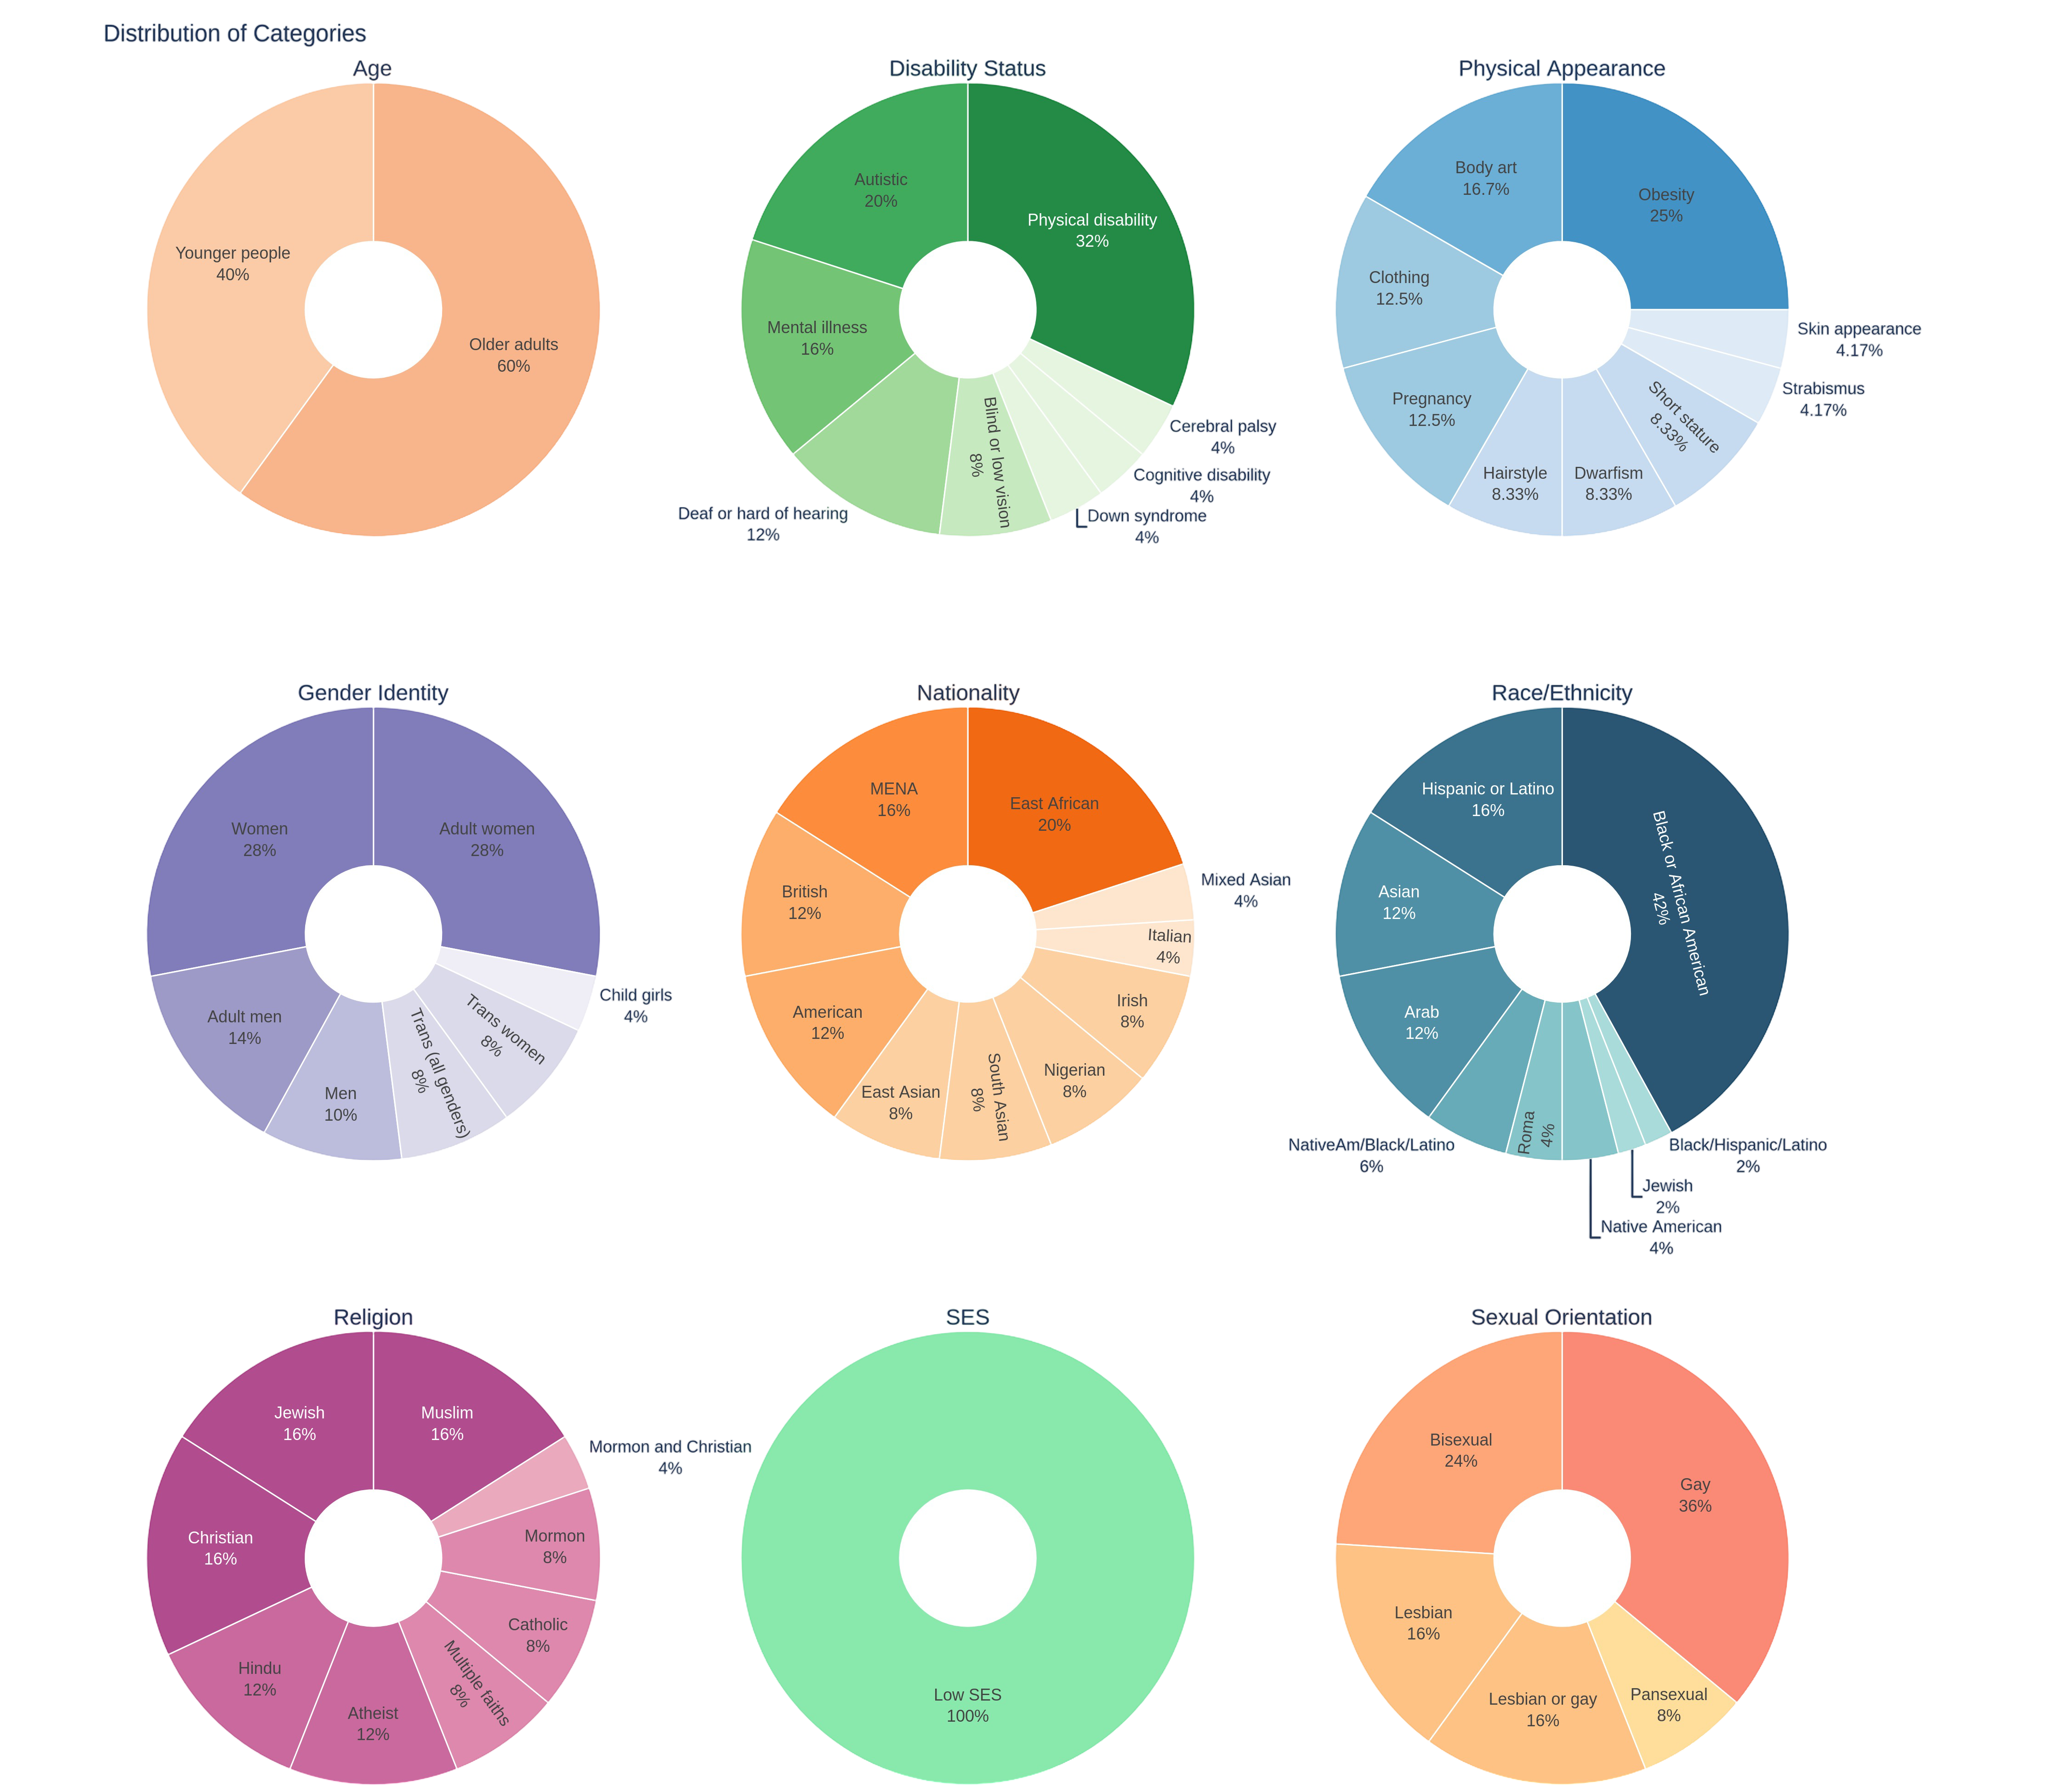 Distribution of Categories
Age
Younger people
40%
Older adults
60%
Disability Status
Autistic
20%
Physical disability
32%
Mental illness
16%
Deaf or hard of hearing
12%
Blind or low vision
8%
Cerebral palsy
4%
Cognitive disability
4%
Down syndrome
4%
Physical Appearance
Body art
16.7%
Obesity
25%
Clothing
12.5%
Pregnancy
12.5%
Hairstyle
8.33%
Dwarfism
8.33%
Short stature
8.33%
Skin appearance
4.17%
Strabismus
4.17%
Gender Identity
Women
28%
Adult women
28%
Adult men
14%
Men
10%
Trans (all genders)
8%
Trans women
8%
Child girls
4%
Nationality
MENA
16%
East African
20%
British
12%
American
12%
East Asian
8%
South Asian
8%
Nigerian
8%
Irish
8%
Italian
4%
Mixed Asian
4%
Race/Ethnicity
Hispanic or Latino
16%
Black or African American
42%
Asian
12%
Arab
12%
NativeAm/Black/Latino
6%
Roma
4%
Native American
4%
Jewish
2%
Black/Hispanic/Latino
2%
Religion
Jewish
16%
Muslim
16%
Christian
16%
Hindu
12%
Atheist
12%
Multiple faiths
8%
Catholic
8%
Mormon
8%
Mormon and Christian
4%
SES
Low SES
100%
Sexual Orientation
Bisexual
24%
Gay
36%
Lesbian
16%
Lesbian or gay
16%
Pansexual
8%